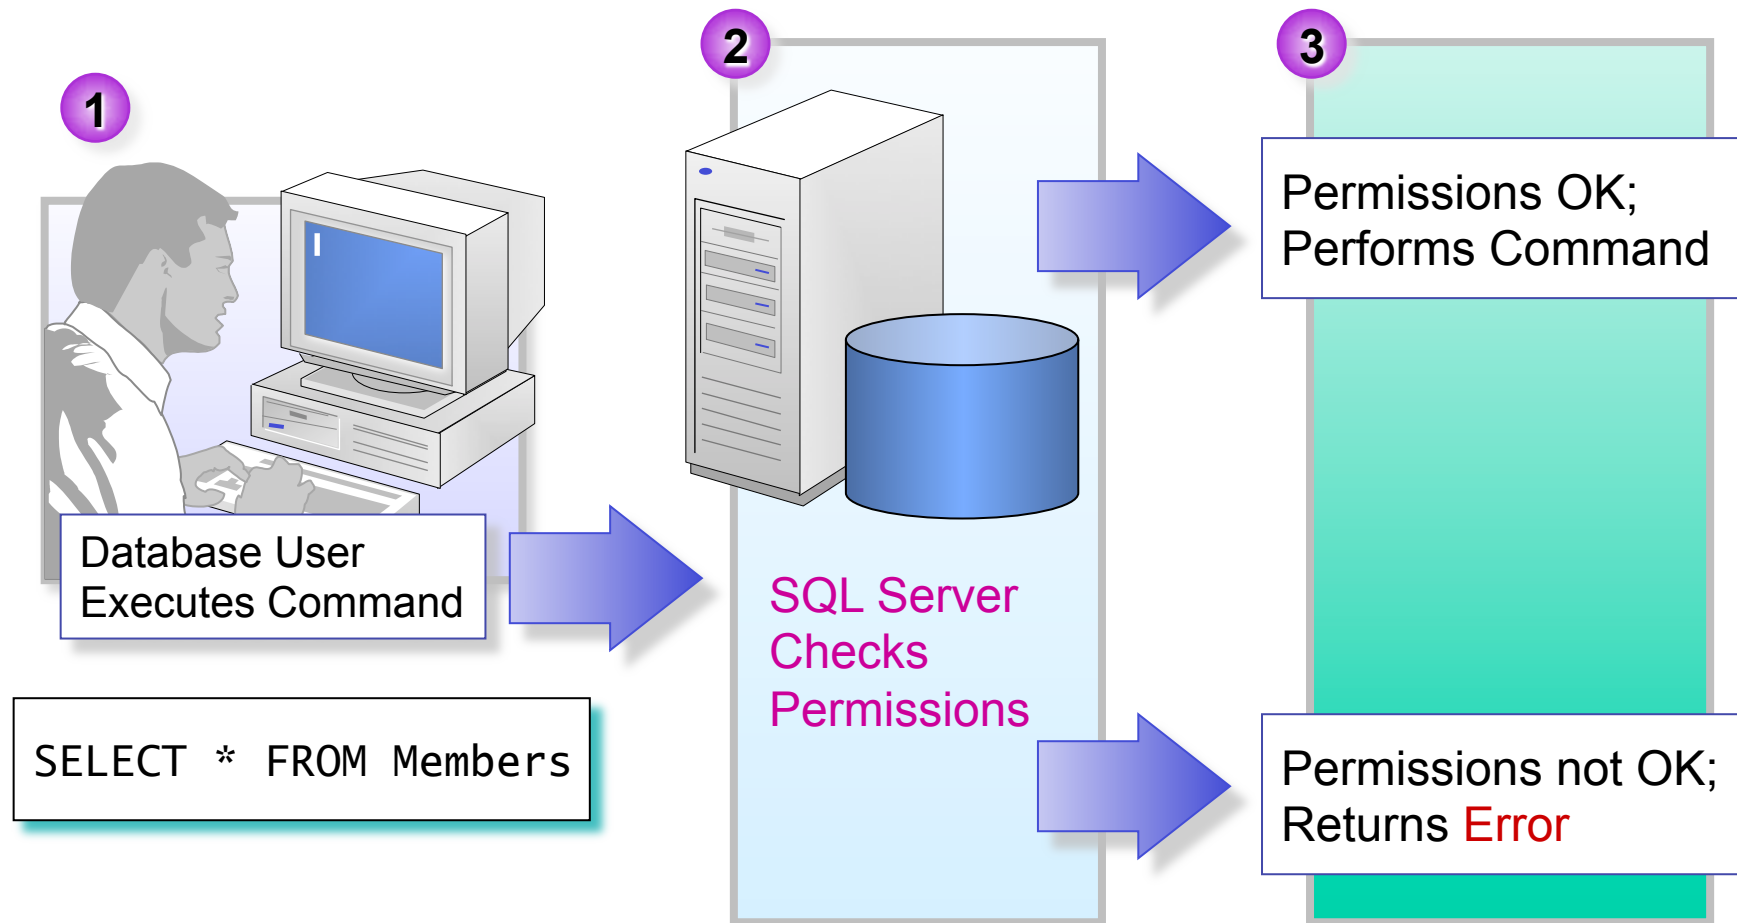 1
Database User
Executes Command
SELECT * FROM Members
2
SQL Server
Checks
Permissions
3
Permissions OK;
Performs Command
Permissions not OK;
Returns Error